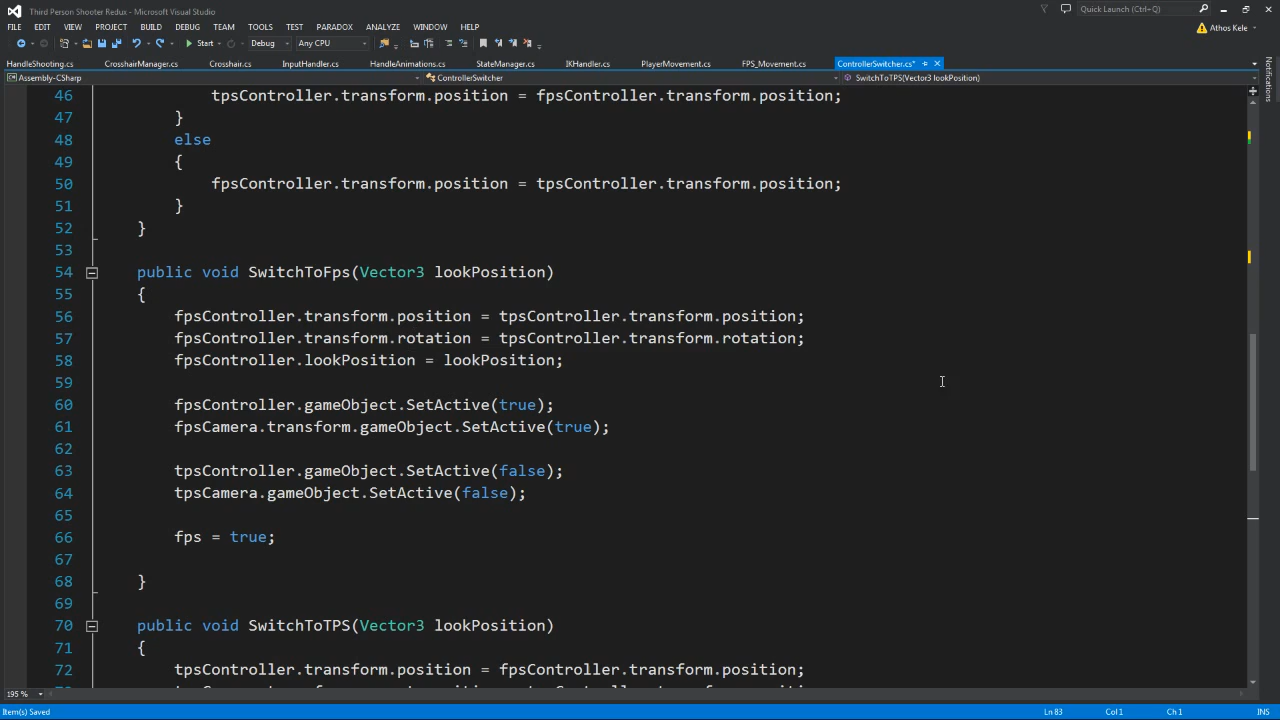 Third Person Shooter Redux - Microsoft Visual Studio
Quick Launch (Ctrl+Q)
FILE EDIT VIEW PROJECT BUILD DEBUG TEAM TOOLS TEST PARADOX ANALYZE WINDOW HELP
Athos Kele
Start Debug Any CPU
HandleShooting.cs CrosshairManager.cs Crosshair.cs InputHandler.cs HandleAnimations.cs StateManager.cs IKHandler.cs PlayerMovement.cs FPS_Movement.cs ControllerSwitcher.cs*
Notifications
Assembly-CSharp ControllerSwitcher SwitchToTPS(Vector3 lookPosition)
46 tpsController.transform.position = fpsController.transform.position;
47 }
48 else
49 {
50 fpsController.transform.position = tpsController.transform.position;
51 }
52 }
53
54 public void SwitchToFps(Vector3 lookPosition)
55 {
56 fpsController.transform.position = tpsController.transform.position;
57 fpsController.transform.rotation = tpsController.transform.rotation;
58 fpsController.lookPosition = lookPosition;
59
60 fpsController.gameObject.SetActive(true);
61 fpsCamera.transform.gameObject.SetActive(true);
62
63 tpsController.gameObject.SetActive(false);
64 tpsCamera.gameObject.SetActive(false);
65
66 fps = true;
67
68 }
69
70 public void SwitchToTPS(Vector3 lookPosition)
71 {
72 tpsController.transform.position = fpsController.transform.position;
195 %
Item(s) Saved Ln 83 Col 1 Ch 1 INS